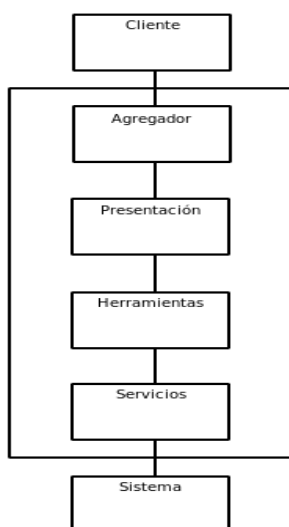 Cliente
Agregador
Presentación
Herramientas
Servicios
Sistema